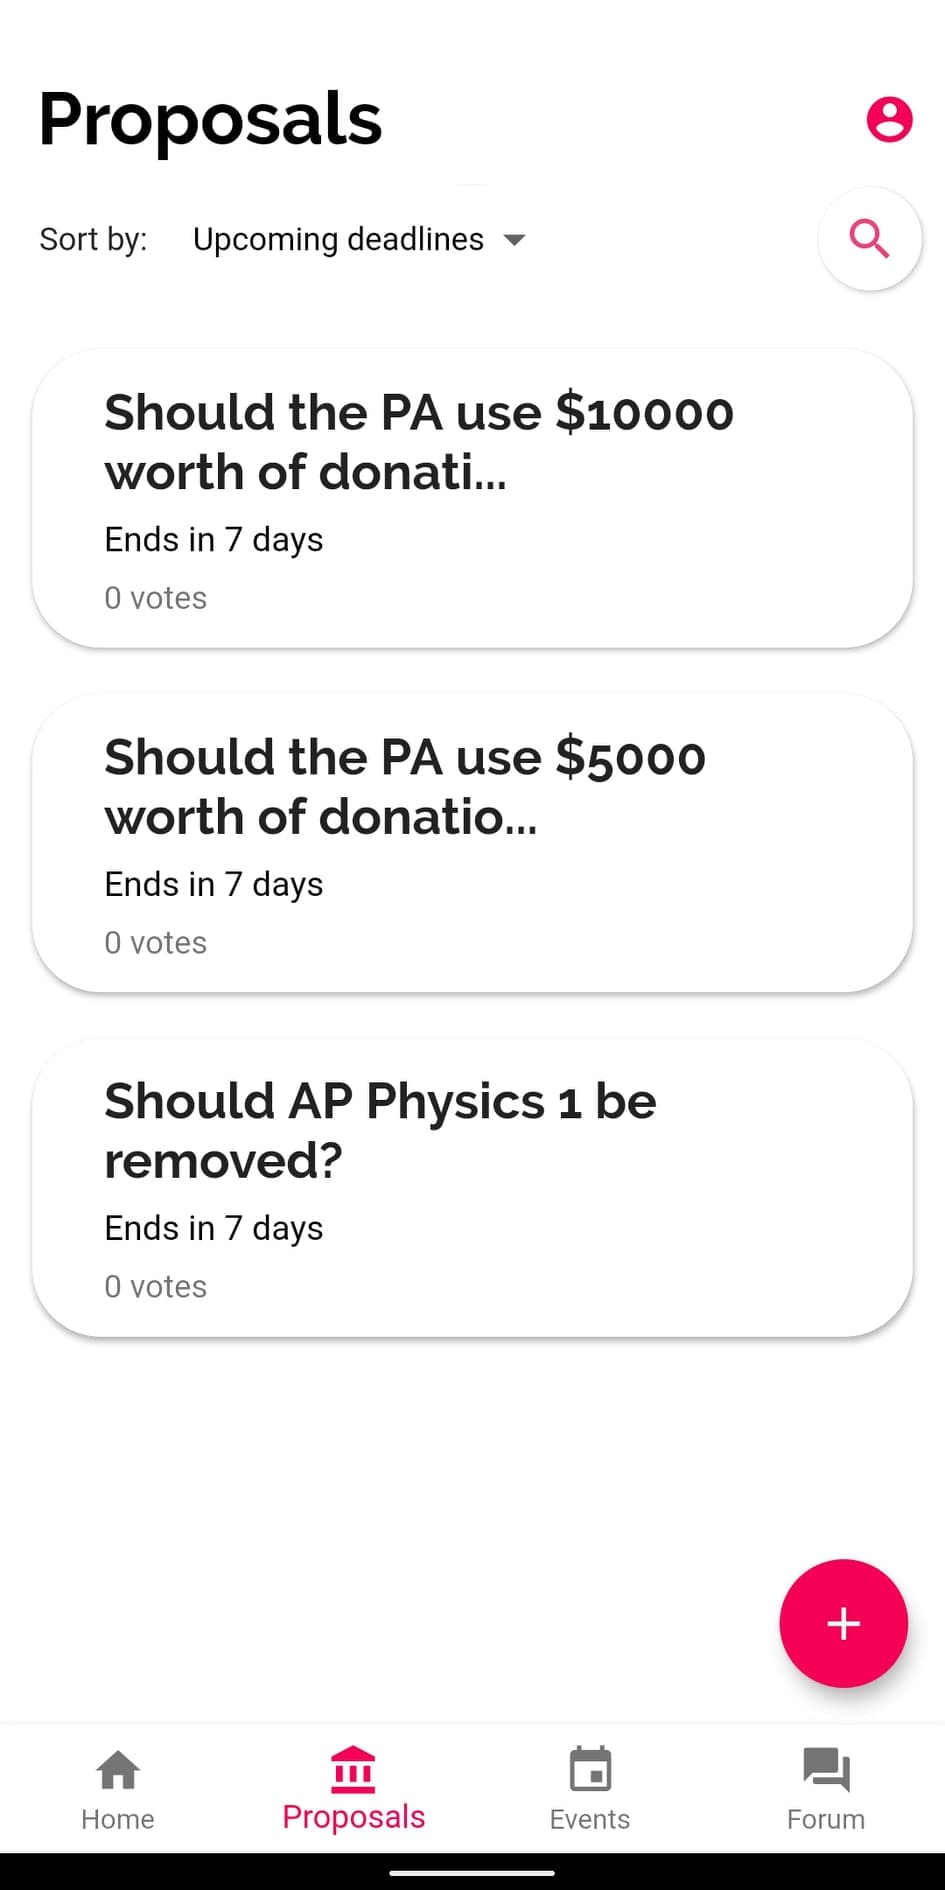 Proposals
Sort by: Upcoming deadlines
Should the PA use $10000
worth of donati...
Ends in 7 days
0 votes
Should the PA use $5000
worth of donatio...
Ends in 7 days
0 votes
Should AP Physics 1 be
removed?
Ends in 7 days
0 votes
Home Proposals Events Forum